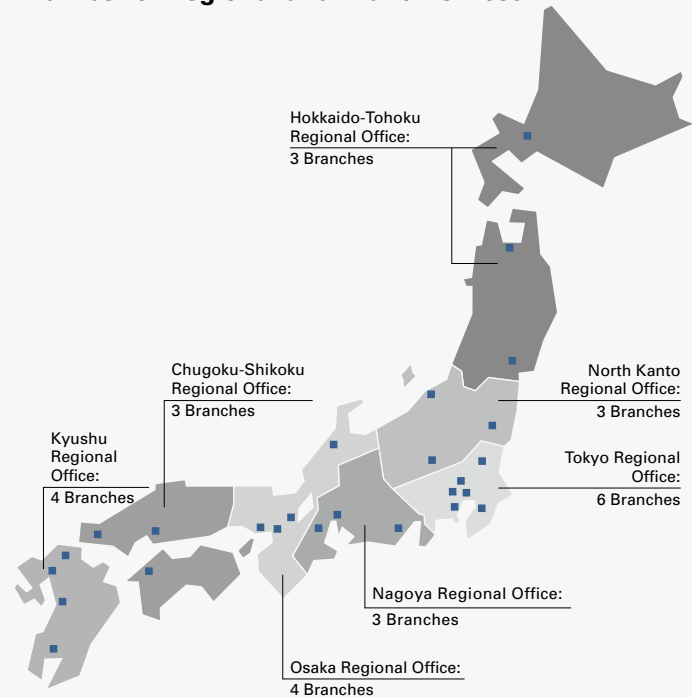 Hokkaido-Tohoku
Regional Office:
3 Branches
Chugoku-Shikoku
Regional Office:
3 Branches
North Kanto
Regional Office:
3 Branches
Kyushu
Regional
Office:
4 Branches
Tokyo Regional
Office:
6 Branches
Nagoya Regional Office:
3 Branches
Osaka Regional Office:
4 Branches